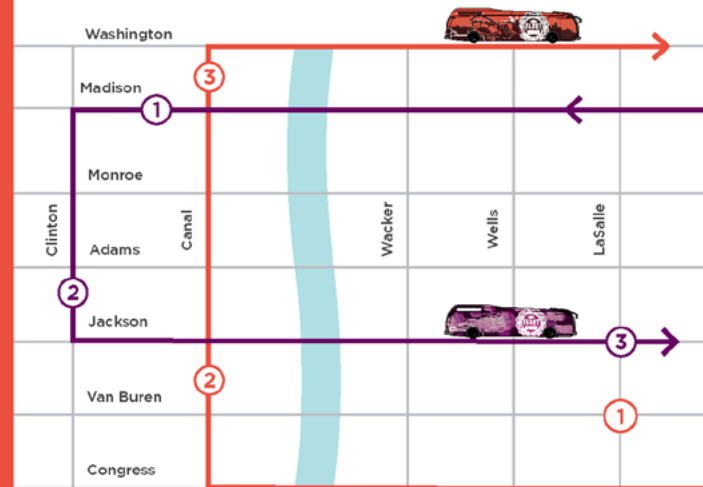 Washington
3
Madison
1
Monroe
Clinton
Canal
Wacker
Wells
LaSalle
Adams
2
Jackson
3
2
Van Buren
1
Congress